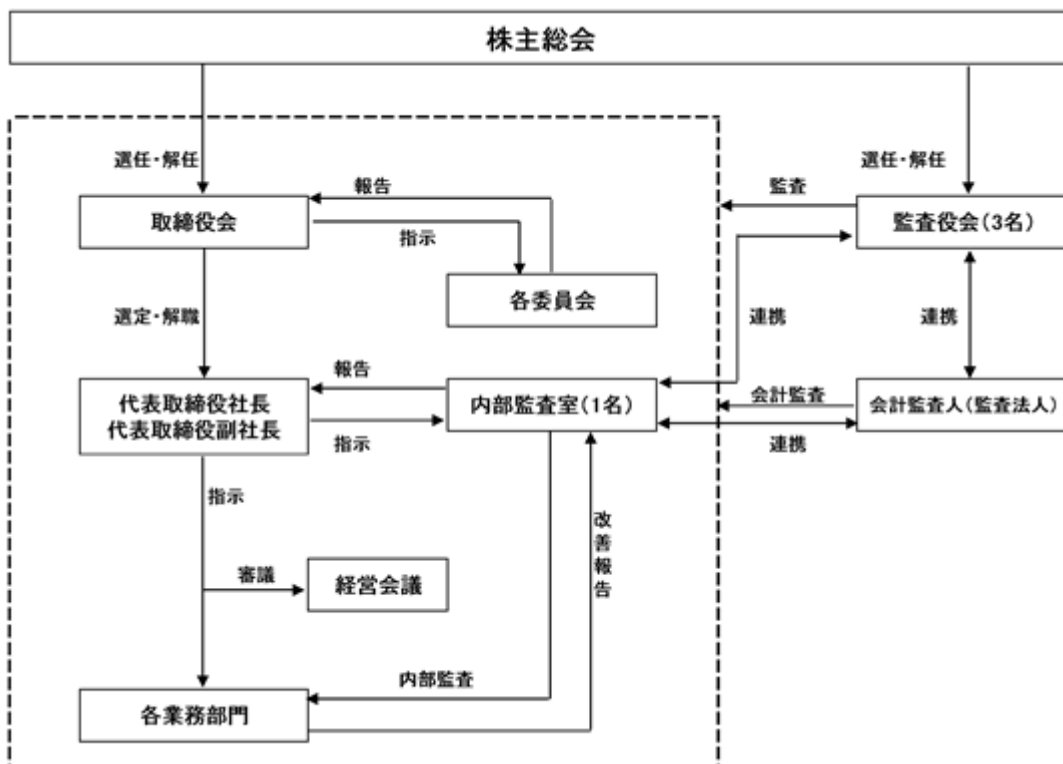 株主総会
選任・解任
選任・解任
報告
監査
取締役会
指示
監査役会(3名)
各委員会
選定・解職
連携
連携
報告
代表取締役社長
代表取締役副社長
内部監査室(1名)
会計監査
会計監査人(監査法人)
指示
連携
指示
改善報告
審議
経営会議
内部監査
各業務部門